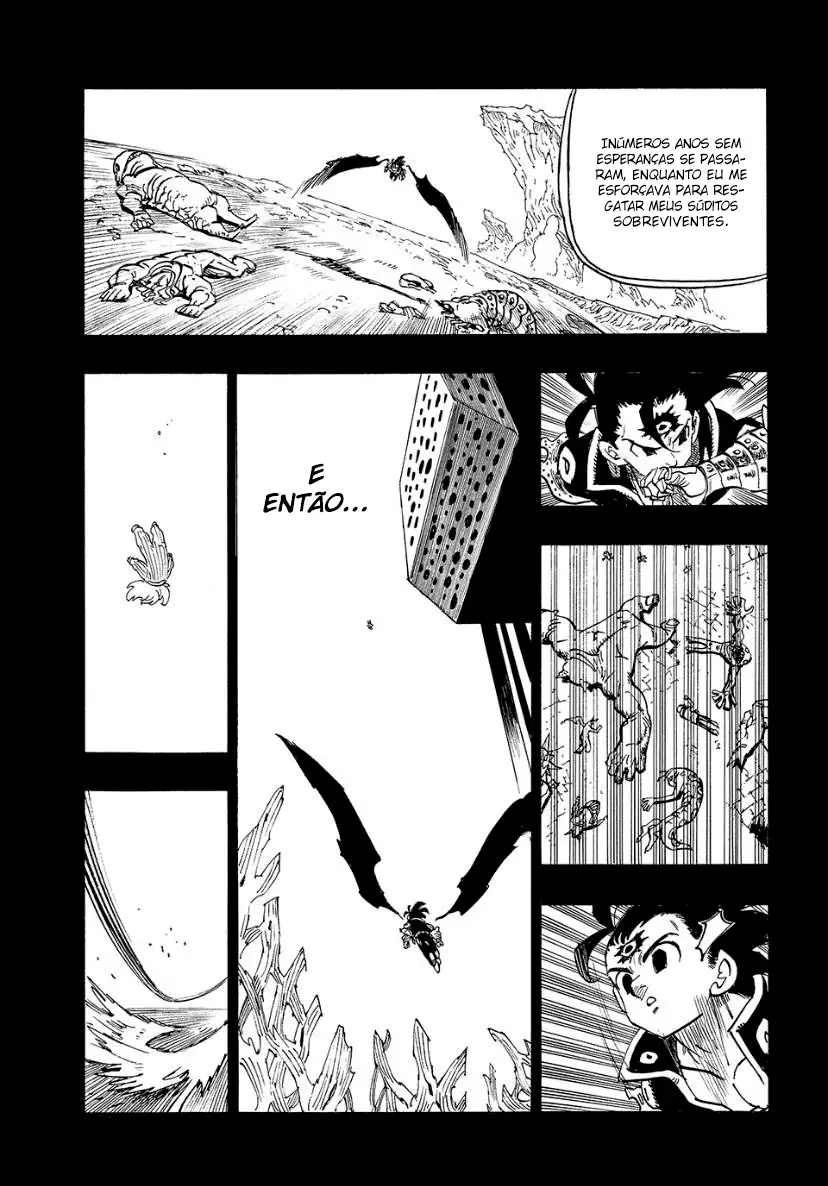 INÚMEROS ANOS SEM
ESPERANÇAS SE PASSA-
RAM, ENQUANTO EU ME
ESFORÇAVA PARA RES-
GATAR MEUS SÚDITOS
SOBREVIVENTES.
E
ENTÃO...